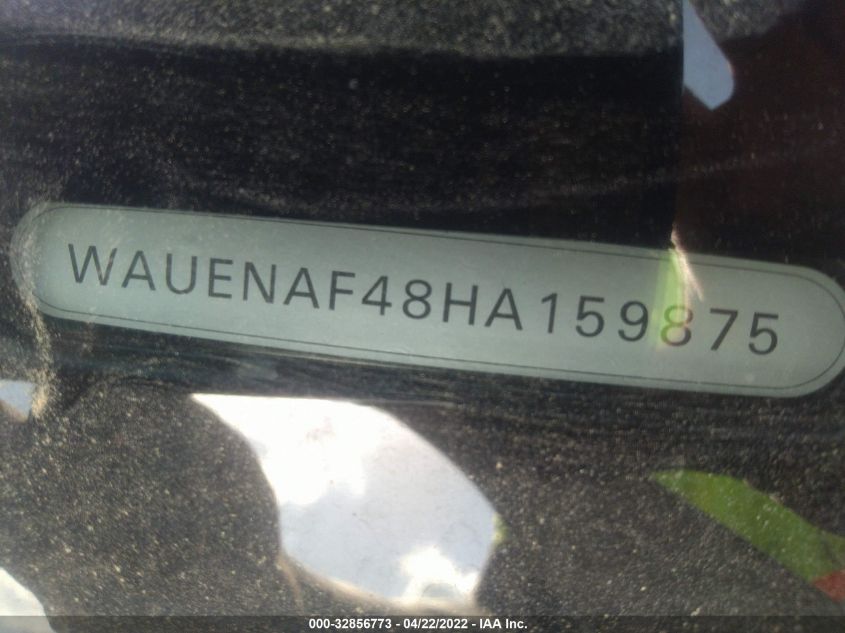 WAUENAF48HA159875
000-32856773 - 04/22/2022 - IAA Inc.